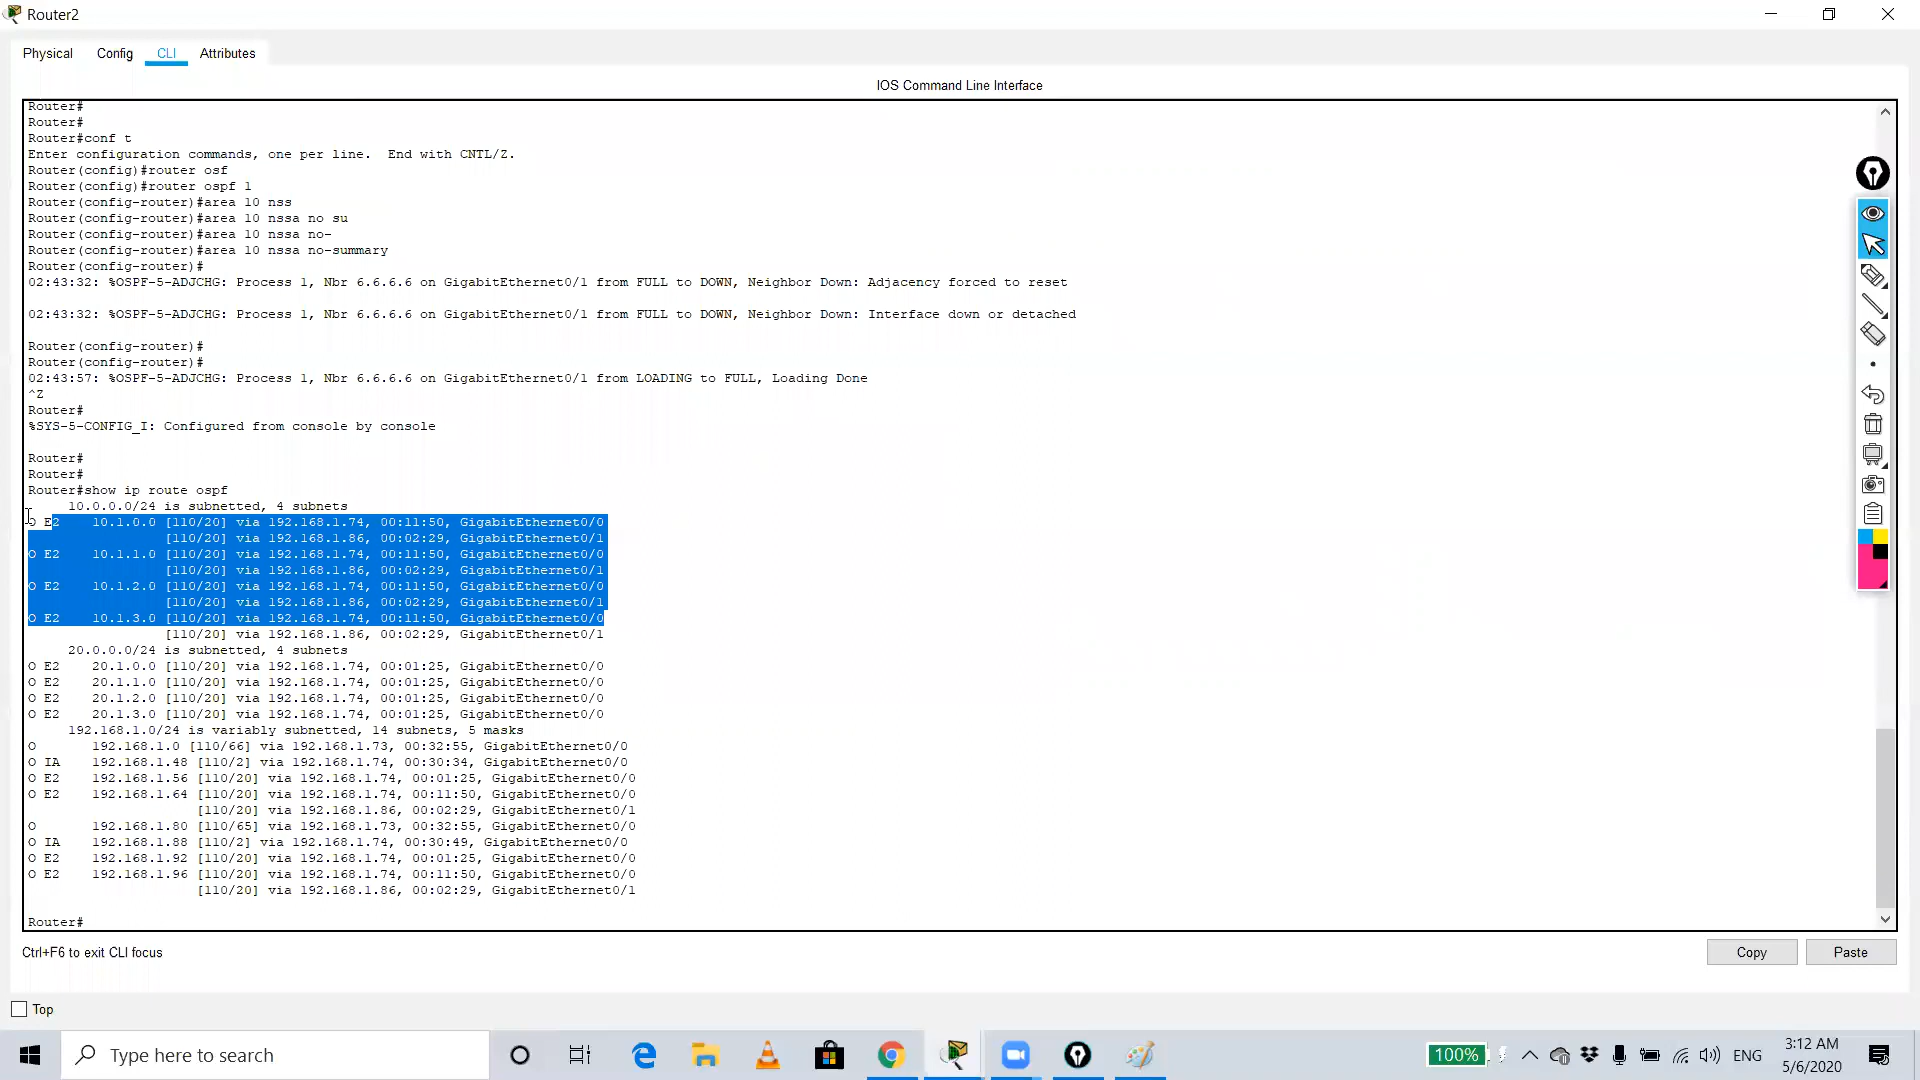 Router2
Physical Config CLI Attributes
IOS Command Line Interface
Router#
Router#
Router#conf t
Enter configuration commands, one per line.  End with CNTL/Z.
Router(config)#router osf
Router(config)#router ospf 1
Router(config-router)#area 10 nss
Router(config-router)#area 10 nssa no su
Router(config-router)#area 10 nssa no-
Router(config-router)#area 10 nssa no-summary
Router(config-router)#
02:43:32: %OSPF-5-ADJCHG: Process 1, Nbr 6.6.6.6 on GigabitEthernet0/1 from FULL to DOWN, Neighbor Down: Adjacency forced to reset
02:43:32: %OSPF-5-ADJCHG: Process 1, Nbr 6.6.6.6 on GigabitEthernet0/1 from FULL to DOWN, Neighbor Down: Interface down or detached
Router(config-router)#
Router(config-router)#
02:43:57: %OSPF-5-ADJCHG: Process 1, Nbr 6.6.6.6 on GigabitEthernet0/1 from LOADING to FULL, Loading Done
^Z
Router#
%SYS-5-CONFIG_I: Configured from console by console
Router#
Router#
Router#show ip route ospf
10.0.0.0/24 is subnetted, 4 subnets
O E2 10.1.0.0 [110/20] via 192.168.1.74, 00:11:50, GigabitEthernet0/0
[110/20] via 192.168.1.86, 00:02:29, GigabitEthernet0/1
O E2 10.1.1.0 [110/20] via 192.168.1.74, 00:11:50, GigabitEthernet0/0
[110/20] via 192.168.1.86, 00:02:29, GigabitEthernet0/1
O E2 10.1.2.0 [110/20] via 192.168.1.74, 00:11:50, GigabitEthernet0/0
[110/20] via 192.168.1.86, 00:02:29, GigabitEthernet0/1
O E2 10.1.3.0 [110/20] via 192.168.1.74, 00:11:50, GigabitEthernet0/0
[110/20] via 192.168.1.86, 00:02:29, GigabitEthernet0/1
20.0.0.0/24 is subnetted, 4 subnets
O E2 20.1.0.0 [110/20] via 192.168.1.74, 00:01:25, GigabitEthernet0/0
O E2 20.1.1.0 [110/20] via 192.168.1.74, 00:01:25, GigabitEthernet0/0
O E2 20.1.2.0 [110/20] via 192.168.1.74, 00:01:25, GigabitEthernet0/0
O E2 20.1.3.0 [110/20] via 192.168.1.74, 00:01:25, GigabitEthernet0/0
192.168.1.0/24 is variably subnetted, 14 subnets, 5 masks
O 192.168.1.0 [110/66] via 192.168.1.73, 00:32:55, GigabitEthernet0/0
O IA 192.168.1.48 [110/2] via 192.168.1.74, 00:30:34, GigabitEthernet0/0
O E2 192.168.1.56 [110/20] via 192.168.1.74, 00:01:25, GigabitEthernet0/0
O E2 192.168.1.64 [110/20] via 192.168.1.74, 00:11:50, GigabitEthernet0/0
[110/20] via 192.168.1.86, 00:02:29, GigabitEthernet0/1
O 192.168.1.80 [110/65] via 192.168.1.73, 00:32:55, GigabitEthernet0/0
O IA 192.168.1.88 [110/2] via 192.168.1.74, 00:30:49, GigabitEthernet0/0
O E2 192.168.1.92 [110/20] via 192.168.1.74, 00:01:25, GigabitEthernet0/0
O E2 192.168.1.96 [110/20] via 192.168.1.74, 00:11:50, GigabitEthernet0/0
[110/20] via 192.168.1.86, 00:02:29, GigabitEthernet0/1
Router#
Ctrl+F6 to exit CLI focus
Copy Paste
Top
Type here to search
100%
ENG
3:12 AM
5/6/2020